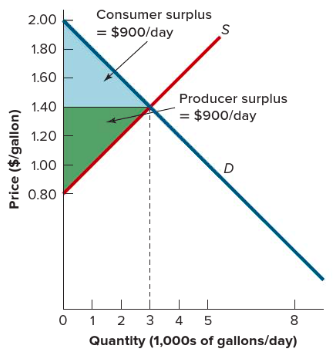 Consumer surplus
= $900/day
S
Producer surplus
= $900/day
D
Price ($/gallon)
2.00
1.80
1.60
1.40
1.20
1.00
0.80
0 1 2 3 4 5 8
Quantity (1,000s of gallons/day)